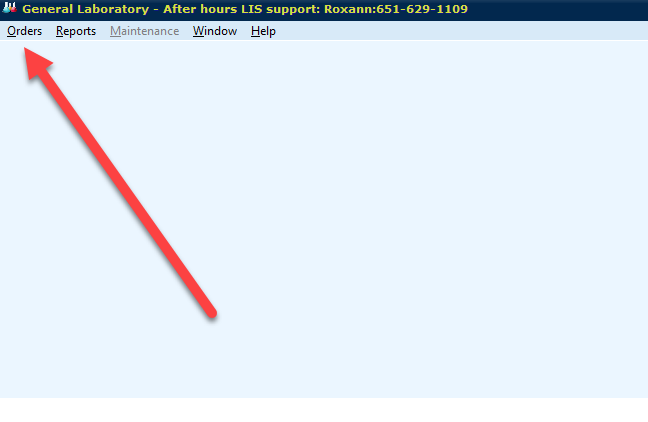 General Laboratory - After hours LIS support: Roxann:651-629-1109
Orders Reports Maintenance Window Help